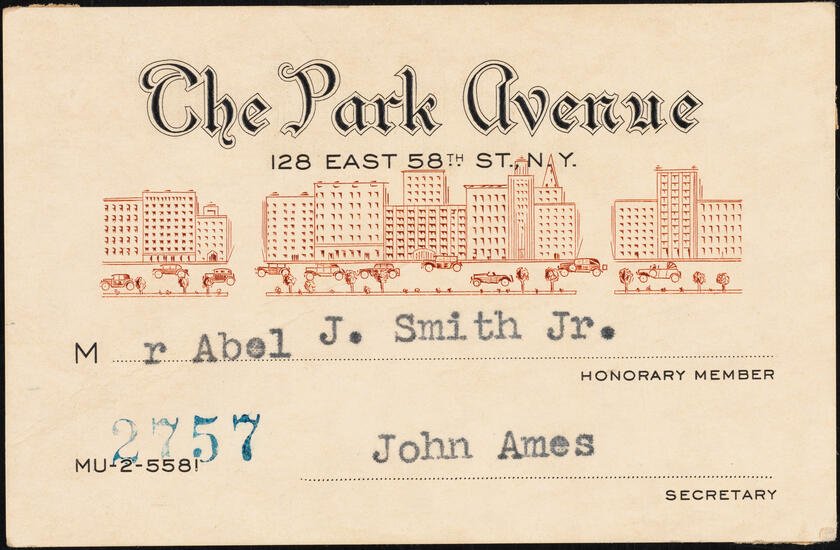 The Park Avenue
128 EAST 58TH ST., N.Y.
Mr Abel J. Smith Jr.
HONORARY MEMBER
2757
MU-2-5581
John Ames
SECRETARY